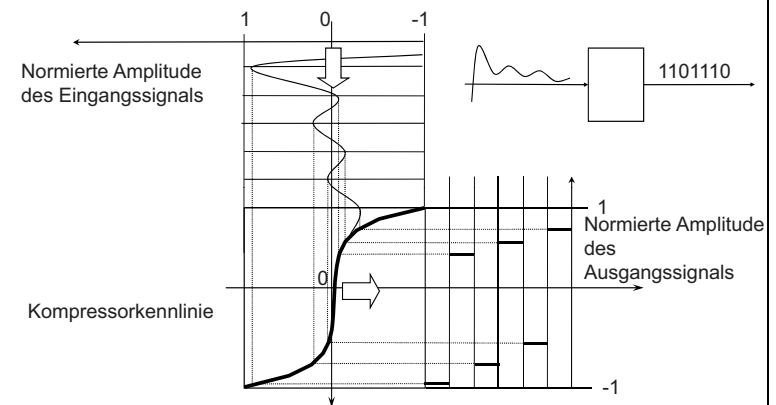 1 0 -1
Normierte Amplitude
des Eingangssignals
1101110
1
Normierte Amplitude
des
Ausgangssignals
0
Kompressorkennlinie
-1